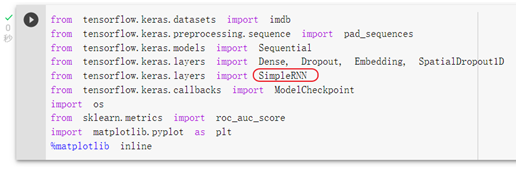 0
秒
from tensorflow.keras.datasets import imdb
from tensorflow.keras.preprocessing.sequence import pad_sequences
from tensorflow.keras.models import Sequential
from tensorflow.keras.layers import Dense, Dropout, Embedding, SpatialDropout1D
from tensorflow.keras.layers import SimpleRNN
from tensorflow.keras.callbacks import ModelCheckpoint
import os
from sklearn.metrics import roc_auc_score
import matplotlib.pyplot as plt
%matplotlib inline